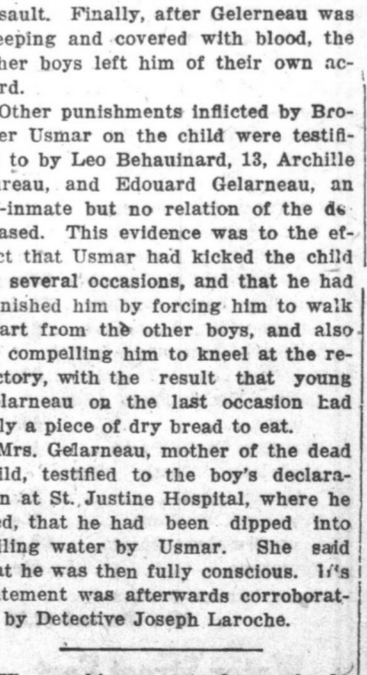 sault. Finally, after Gelerneau was
eeping and covered with blood, the
her boys left him of their own ac-
rd.
Other punishments inflicted by Bro-
er Usmar on the child were testifi-
to by Leo Behauinard, 13, Archille
ureau, and Edouard Gelarneau, an
-inmate but no relation of the de
ased. This evidence was to the ef-
ct that Usmar had kicked the child
several occasions, and that he had
nished him by forcing him to walk
art from the other boys, and also
compelling him to kneel at the re-
ctory, with the result that young
larneau on the last occasion had
ly a piece of dry bread to eat.
Mrs. Gelarneau, mother of the dead
ild, testified to the boy's declara-
n at St. Justine Hospital, where he
ed, that he had been dipped into
iling water by Usmar. She said
at he was then fully conscious. His
atement was afterwards corroborat-
by Detective Joseph Laroche.